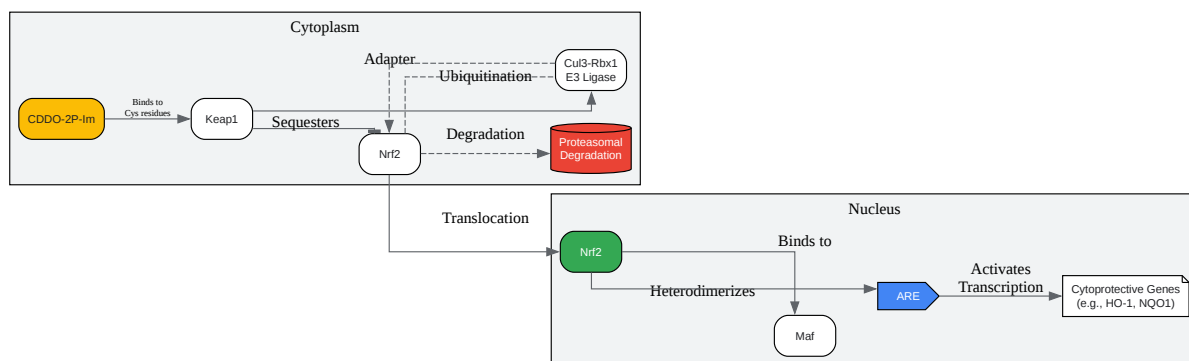 Cytoplasm
Adapter
Cul3-Rbx1
E3 Ligase
Ubiquitination
CDDO-2P-Im
Binds to
Cys residues
Keap1
Sequesters
Nrf2
Degradation
Proteasomal
Degradation
Translocation
Nucleus
Nrf2
Binds to
Heterodimerizes
ARE
Activates
Transcription
Cytoprotective Genes
(e.g., HO-1, NQO1)
Maf